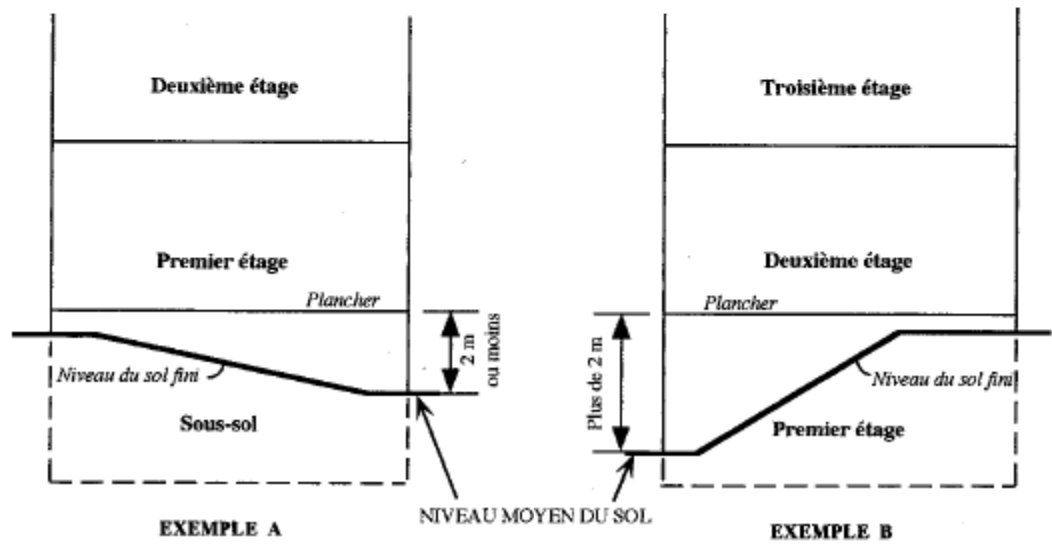 Deuxième étage
Premier étage
Plancher
2 m
ou moins
Niveau du sol fini
Sous-sol
EXEMPLE A
NIVEAU MOYEN DU SOL
Troisième étage
Deuxième étage
Plancher
Plus de 2 m
Niveau du sol fini
Premier étage
EXEMPLE B